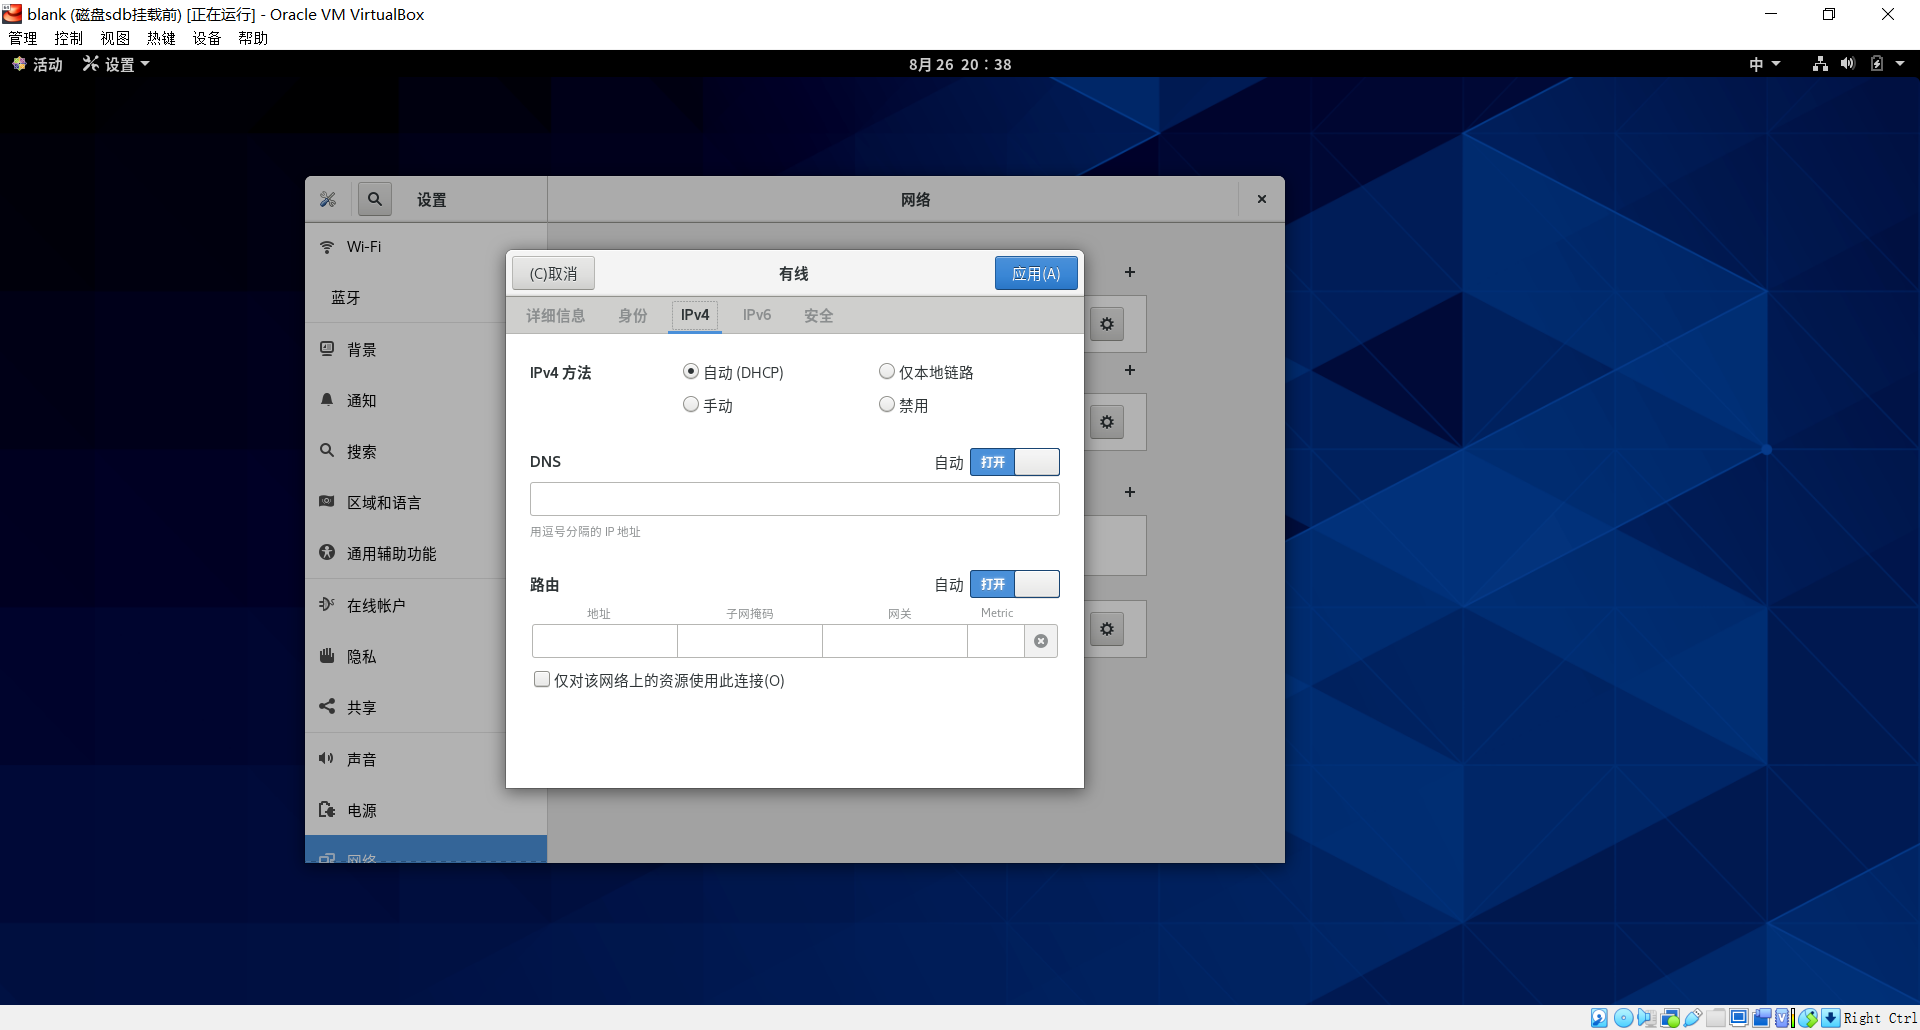 blank (磁盘sdb挂载前) [正在运行] - Oracle VM VirtualBox
管理 控制 视图 热键 设备 帮助
活动 设置 8月 26 20：38 中
设置 网络
Wi-Fi
蓝牙
背景
通知
搜索
区域和语言
通用辅助功能
在线帐户
隐私
共享
声音
电源
网络
(C)取消 有线 应用(A)
详细信息 身份 IPv4 IPv6 安全
IPv4 方法 自动 (DHCP) 仅本地链路
手动 禁用
DNS 自动 打开
用逗号分隔的 IP 地址
路由 自动 打开
地址 子网掩码 网关 Metric
仅对该网络上的资源使用此连接(O)
Right Ctrl